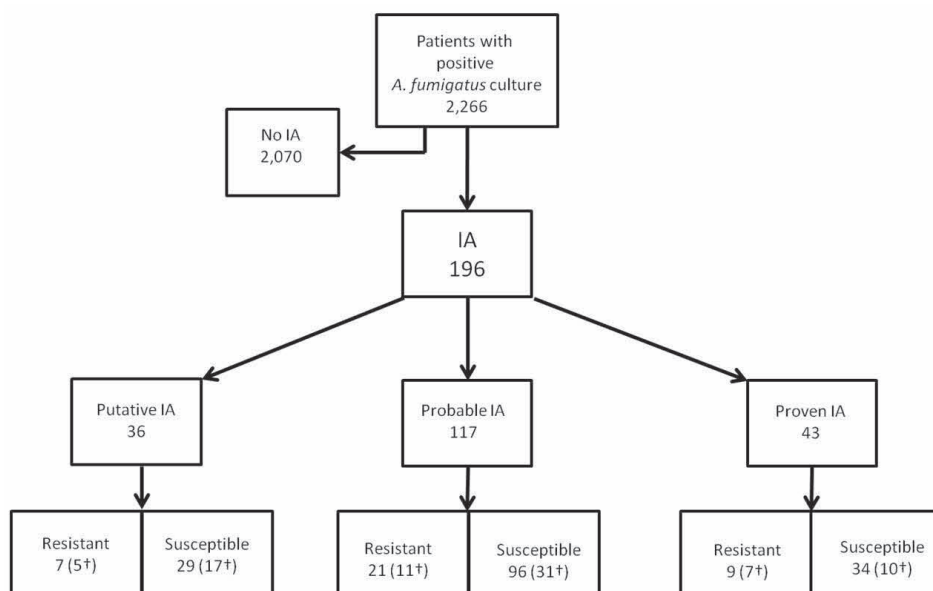 Patients with
positive
A. fumigatus culture
2,266
No IA
2,070
IA
196
Putative IA
36
Probable IA
117
Proven IA
43
Resistant
7 (5†)
Susceptible
29 (17†)
Resistant
21 (11†)
Susceptible
96 (31†)
Resistant
9 (7†)
Susceptible
34 (10†)